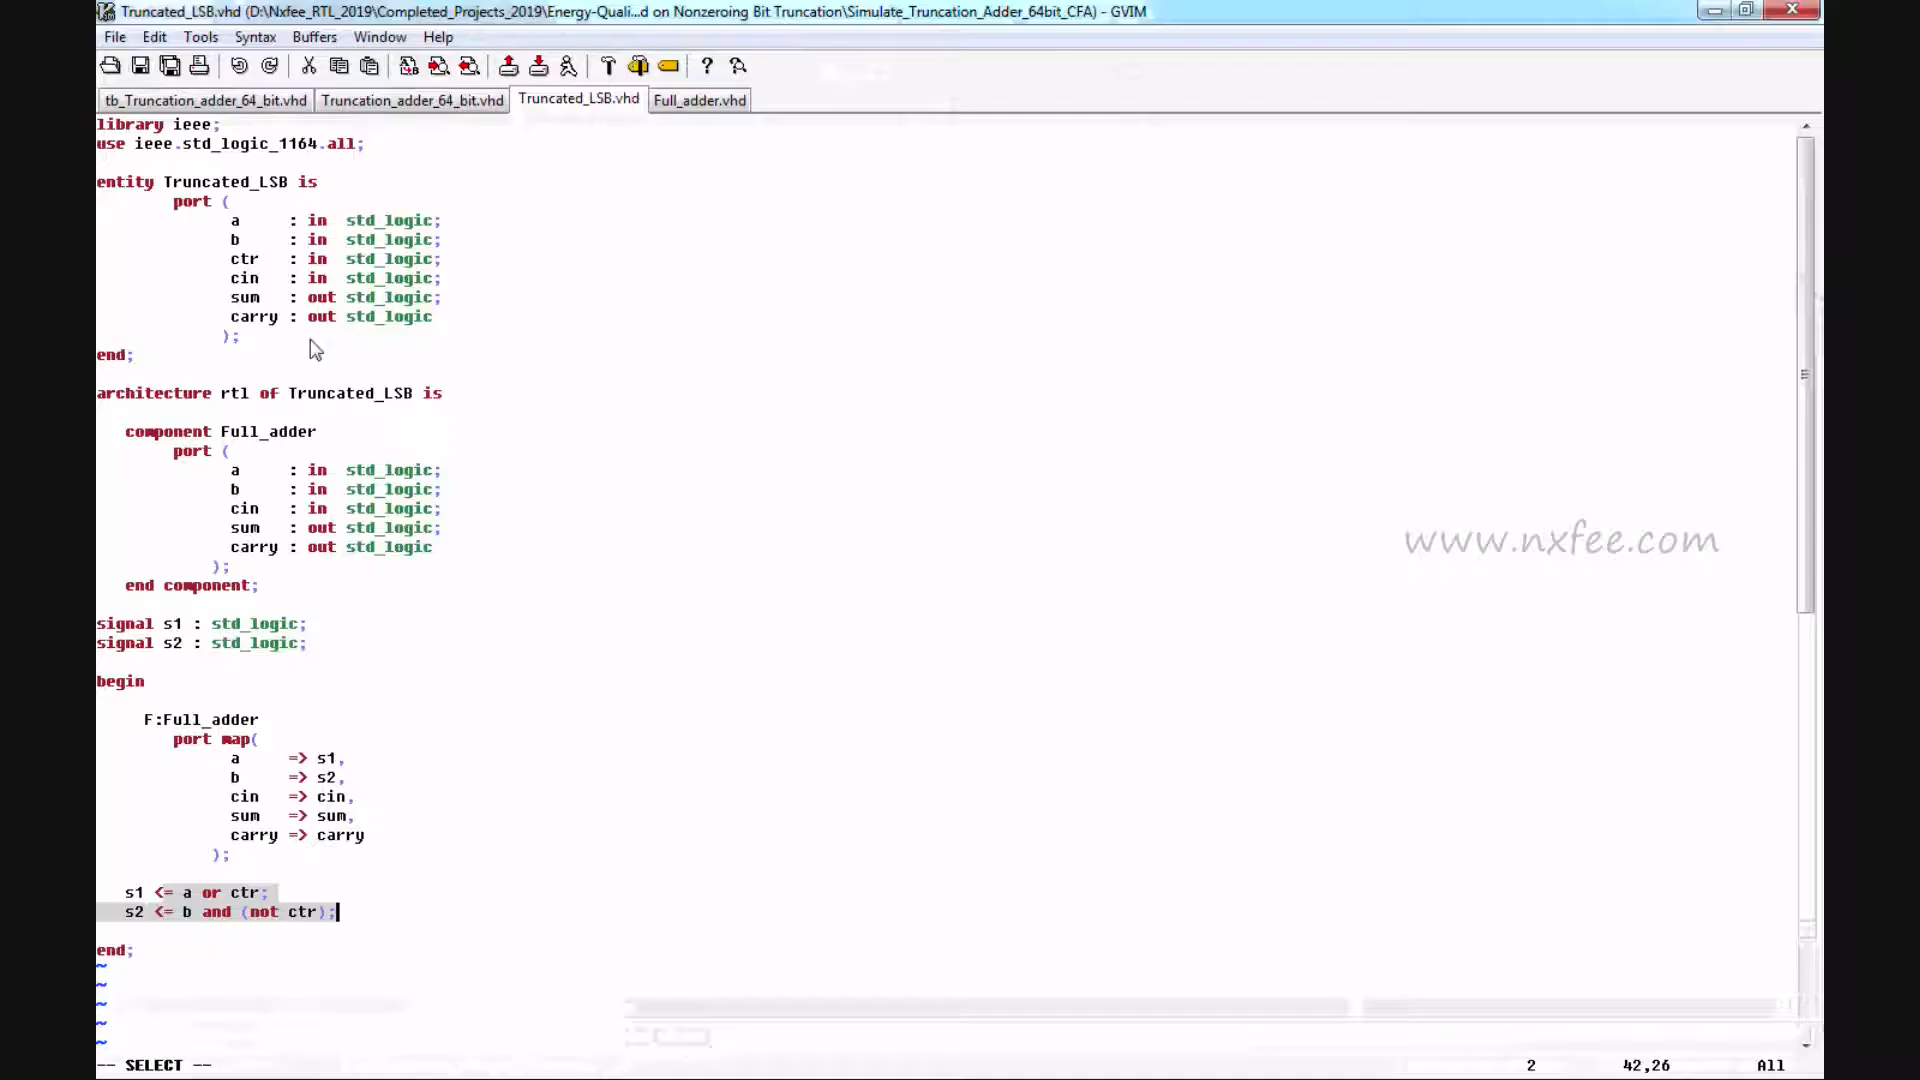 Truncated_LSB.vhd (D:\Nxfee_RTL_2019\Completed_Projects_2019\Energy-Quali...d on Nonzeroing Bit Truncation\Simulate_Truncation_Adder_64bit_CFA) - GVIM
File Edit Tools Syntax Buffers Window Help
tb_Truncation_adder_64_bit.vhd Truncation_adder_64_bit.vhd Truncated_LSB.vhd Full_adder.vhd
library ieee;
use ieee.std_logic_1164.all;
entity Truncated_LSB is
port (
a : in std_logic;
b : in std_logic;
ctr : in std_logic;
cin : in std_logic;
sum : out std_logic;
carry : out std_logic
);
end;
architecture rtl of Truncated_LSB is
component Full_adder
port (
a : in std_logic;
b : in std_logic;
cin : in std_logic;
sum : out std_logic;
carry : out std_logic
);
end component;
signal s1 : std_logic;
signal s2 : std_logic;
begin
F:Full_adder
port map(
a => s1,
b => s2,
cin => cin,
sum => sum,
carry => carry
);
s1 <= a or ctr;
s2 <= b and (not ctr);
end;
~
~
~
~
~
-- SELECT -- 2 42,26 All
www.nxfee.com